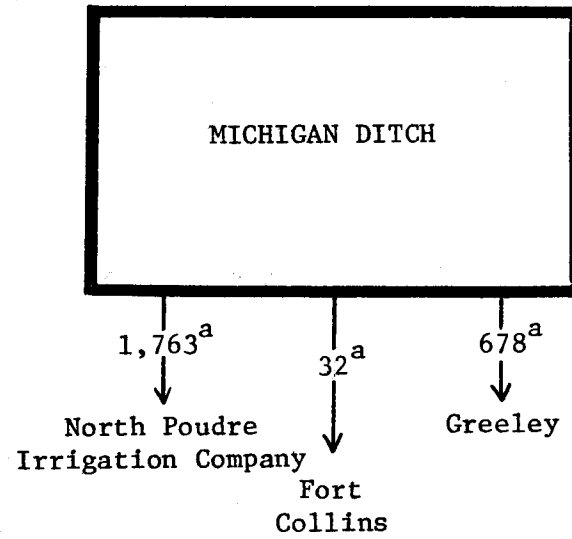 MICHIGAN DITCH
1,763a
32a
678a
North Poudre
Irrigation Company
Fort
Collins
Greeley